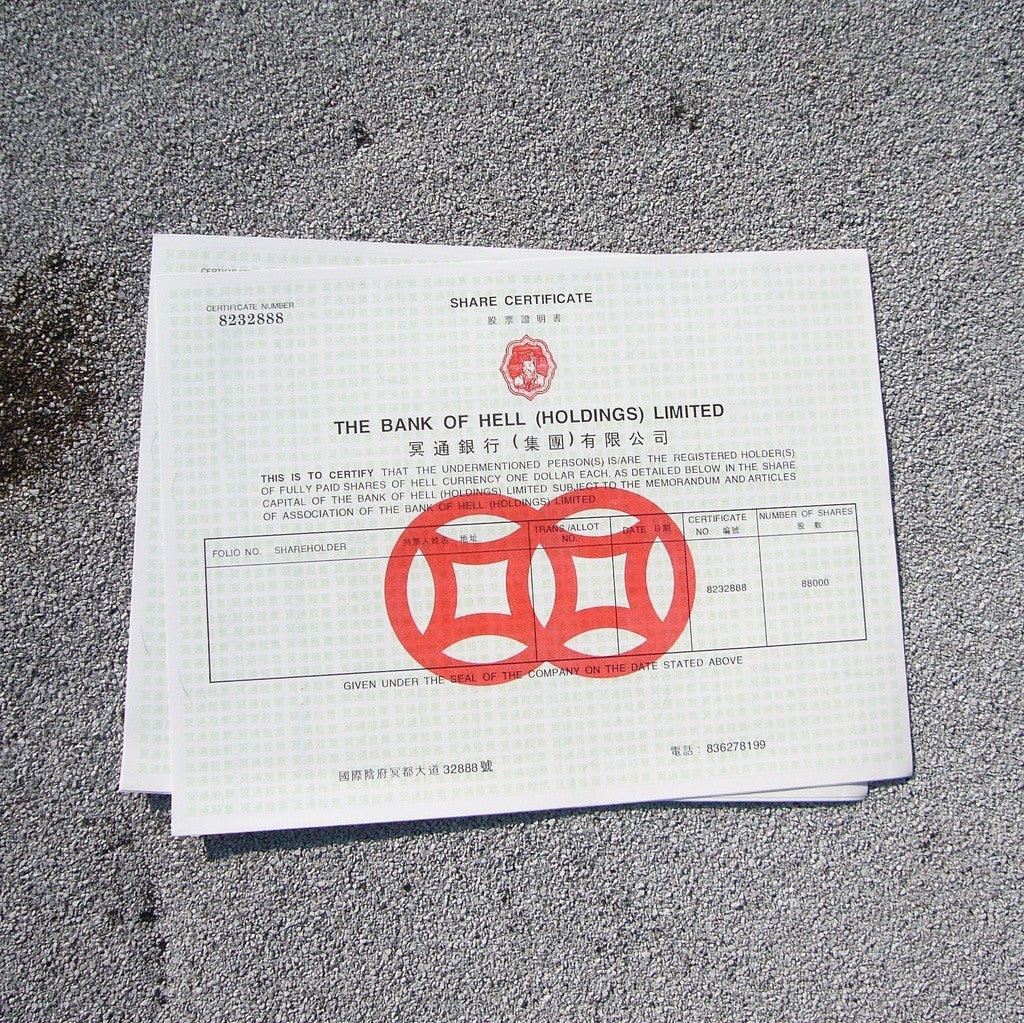 CERTIFICATE NUMBER
8232888
SHARE CERTIFICATE
股票證明書
THE BANK OF HELL (HOLDINGS) LIMITED
冥通銀行(集團)有限公司
THIS IS TO CERTIFY THAT THE UNDERMENTIONED PERSON(S) IS/ARE THE REGISTERED HOLDER(S)
OF FULLY PAID SHARES OF HELL CURRENCY ONE DOLLAR EACH, AS DETAILED BELOW IN THE SHARE
CAPITAL OF THE BANK OF HELL (HOLDINGS) LIMITED SUBJECT TO THE MEMORANDUM AND ARTICLES
OF ASSOCIATION OF THE BANK OF HELL (HOLDINGS) LIMITED.
FOLIO NO. SHAREHOLDER 持票人姓名 地址
TRANS./ALLOT
NO.
DATE 日期
CERTIFICATE
NO. 編號
NUMBER OF SHARES
股數
8232888
88000
GIVEN UNDER THE SEAL OF THE COMPANY ON THE DATE STATED ABOVE
國際陰府冥都大道 32888 號
電話：836278199